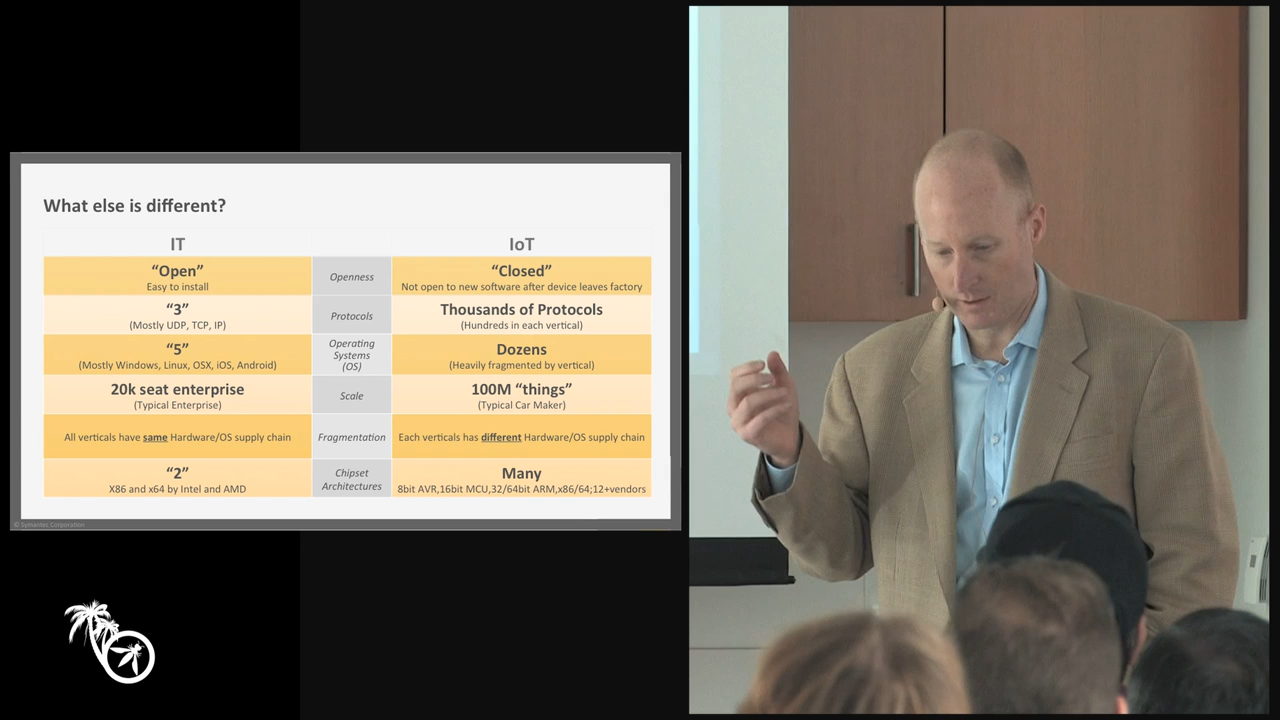 What else is different?
IT
IoT
“Open”
Easy to install
Openness
“Closed”
Not open to new software after device leaves factory
“3”
(Mostly UDP, TCP, IP)
Protocols
Thousands of Protocols
(Hundreds in each vertical)
“5”
(Mostly Windows, Linux, OSX, iOS, Android)
Operating
Systems
(OS)
Dozens
(Heavily fragmented by vertical)
20k seat enterprise
(Typical Enterprise)
Scale
100M “things”
(Typical Car Maker)
All verticals have same Hardware/OS supply chain
Fragmentation
Each verticals has different Hardware/OS supply chain
“2”
X86 and x64 by Intel and AMD
Chipset
Architectures
Many
8bit AVR,16bit MCU,32/64bit ARM,x86/64;12+vendors
© Symantec Corporation